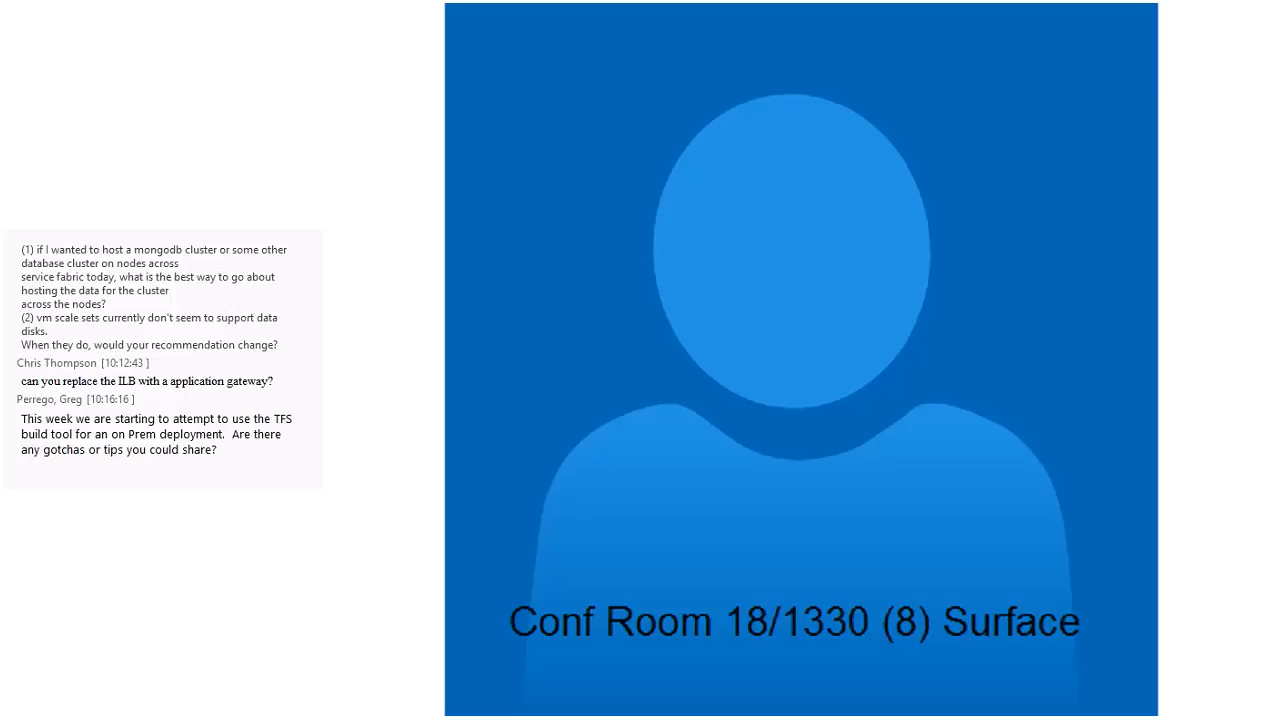 (1) if I wanted to host a mongodb cluster or some other
database cluster on nodes across
service fabric today, what is the best way to go about
hosting the data for the cluster
across the nodes?
(2) vm scale sets currently don't seem to support data
disks.
When they do, would your recommendation change?
Chris Thompson [10:12:43 ]
can you replace the ILB with a application gateway?
Perrego, Greg [10:16:16 ]
This week we are starting to attempt to use the TFS
build tool for an on Prem deployment.  Are there
any gotchas or tips you could share?
Conf Room 18/1330 (8) Surface